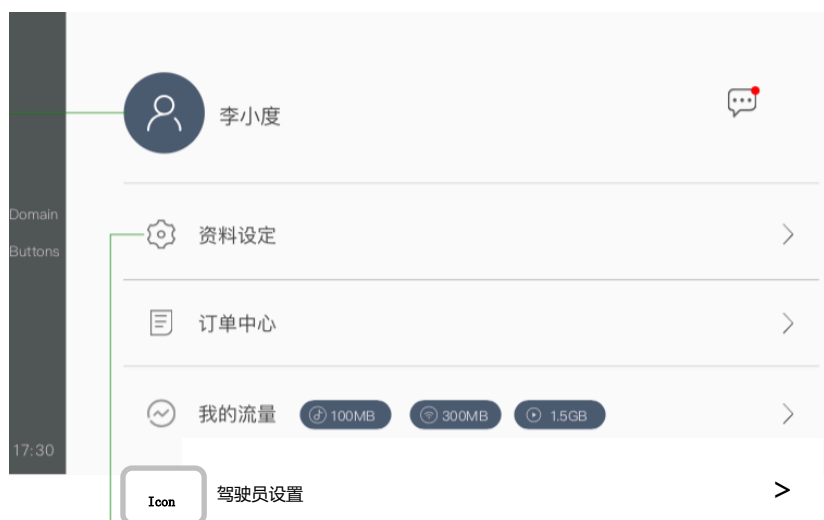 李小度
Domain
资料设定
Buttons
订单中心
我的流量 100MB 300MB 1.5GB
17:30
Icon 驾驶员设置 >